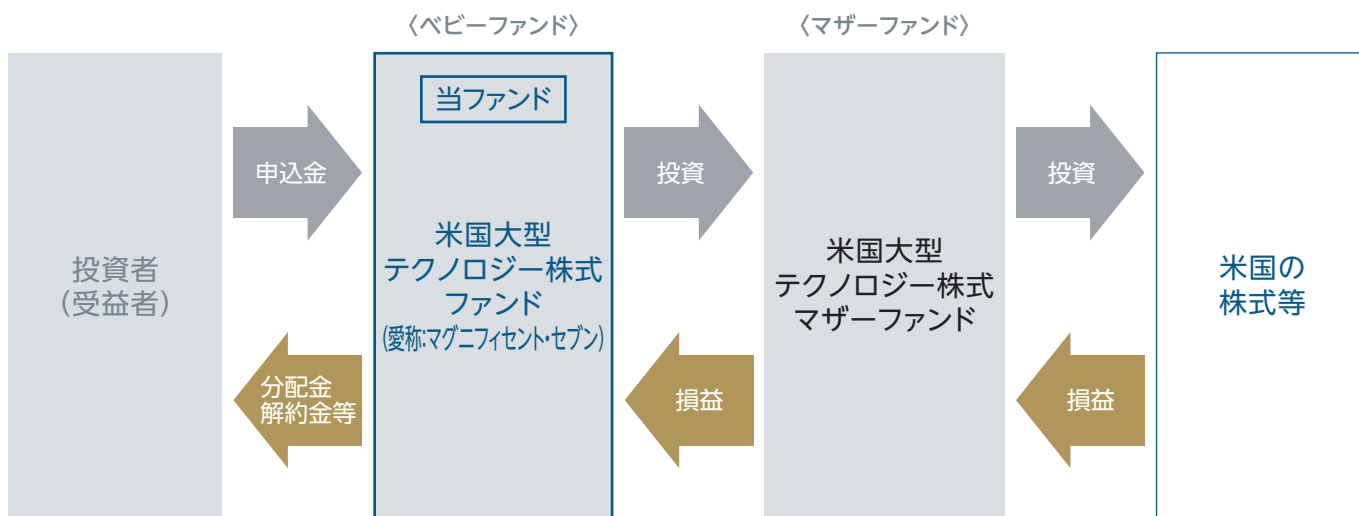 〈ベビーファンド〉
〈マザーファンド〉
投資者
(受益者)
申込金
分配金
解約金等
当ファンド
米国大型
テクノロジー株式
ファンド
(愛称:マグニフィセント・セブン)
投資
損益
米国大型
テクノロジー株式
マザーファンド
投資
損益
米国の
株式等